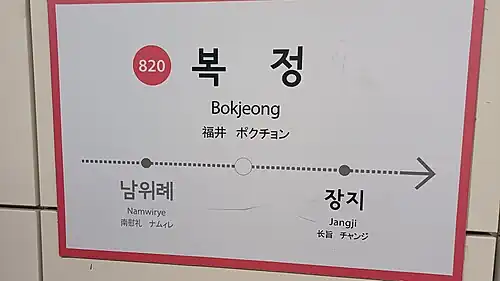 820 복 정
Bokjeong
福井 ポクチョン
남위례
Namwirye
南慰礼 ナムィレ
장지
Jangji
长旨 チャンジ